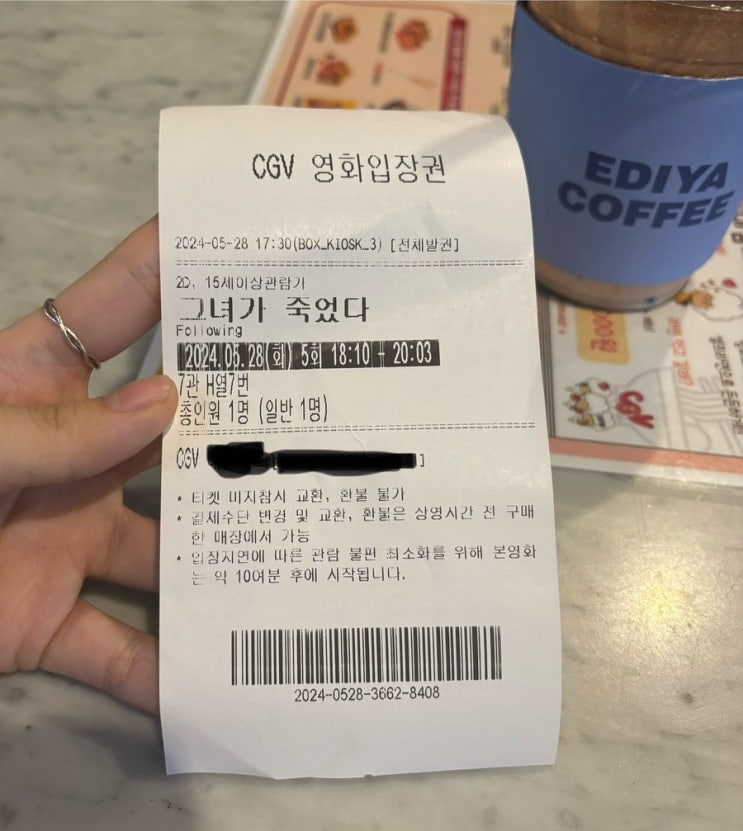 CGV 영화입장권
2024-05-28 17:30(BOX_KIOSK_3) [전체발권]
2D, 15세이상관람가
그녀가 죽었다
Following
2024.05.28(화) 5회 18:10 - 20:03
7관 H열7번
총인원 1명 (일반 1명)
CGV
]
* 티켓 미지참시 교환, 환불 불가
* 결제수단 변경 및 교환, 환불은 상영시간 전 구매
한 매장에서 가능
* 입장지연에 따른 관람 불편 최소화를 위해 본영화
는 약 10여분 후에 시작됩니다.
2024-0528-3662-8408
EDIYA
COFFEE
CGV